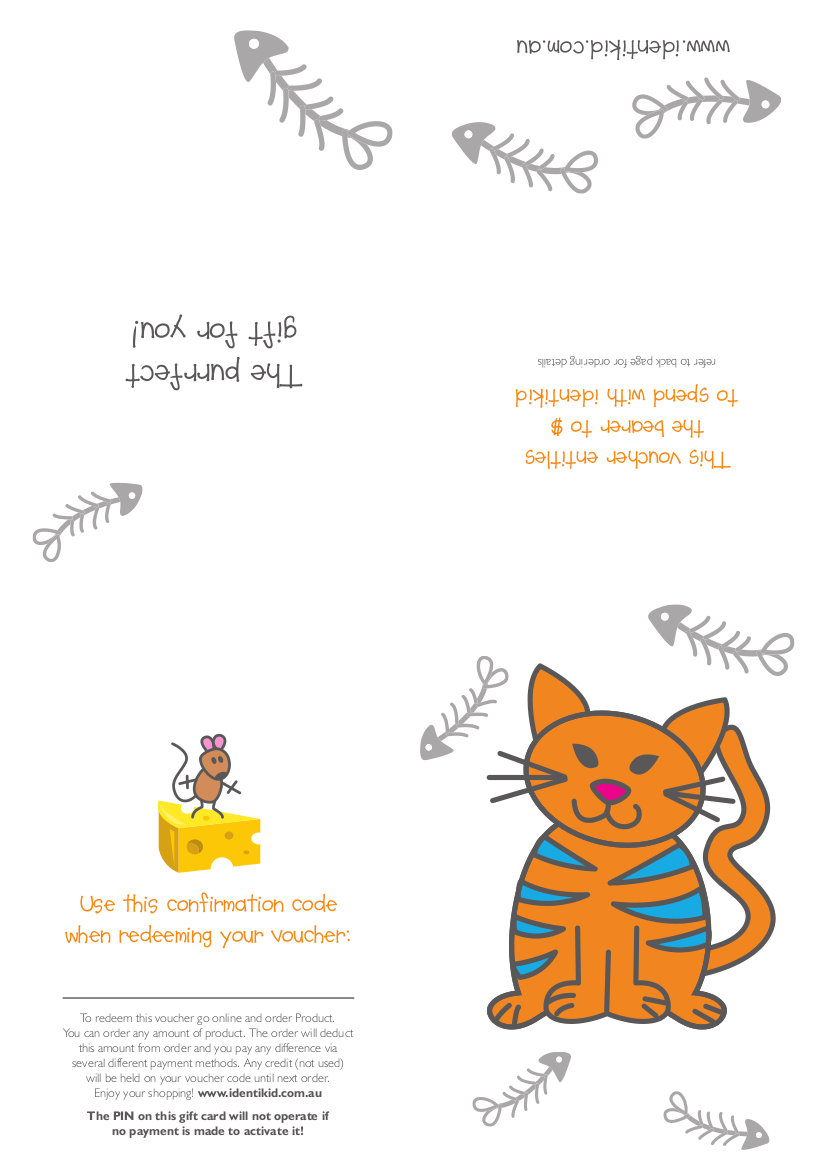 www.identikid.com.au
The purrfect
gift for you!
This voucher entitles
the bearer to $
to spend with identikid
refer to back page for ordering details
Use this confirmation code
when redeeming your voucher:
To redeem this voucher go online and order Product.
You can order any amount of product. The order will deduct
this amount from order and you pay any difference via
several different payment methods. Any credit (not used)
will be held on your voucher code until next order.
Enjoy your shopping! www.identikid.com.au
The PIN on this gift card will not operate if
no payment is made to activate it!